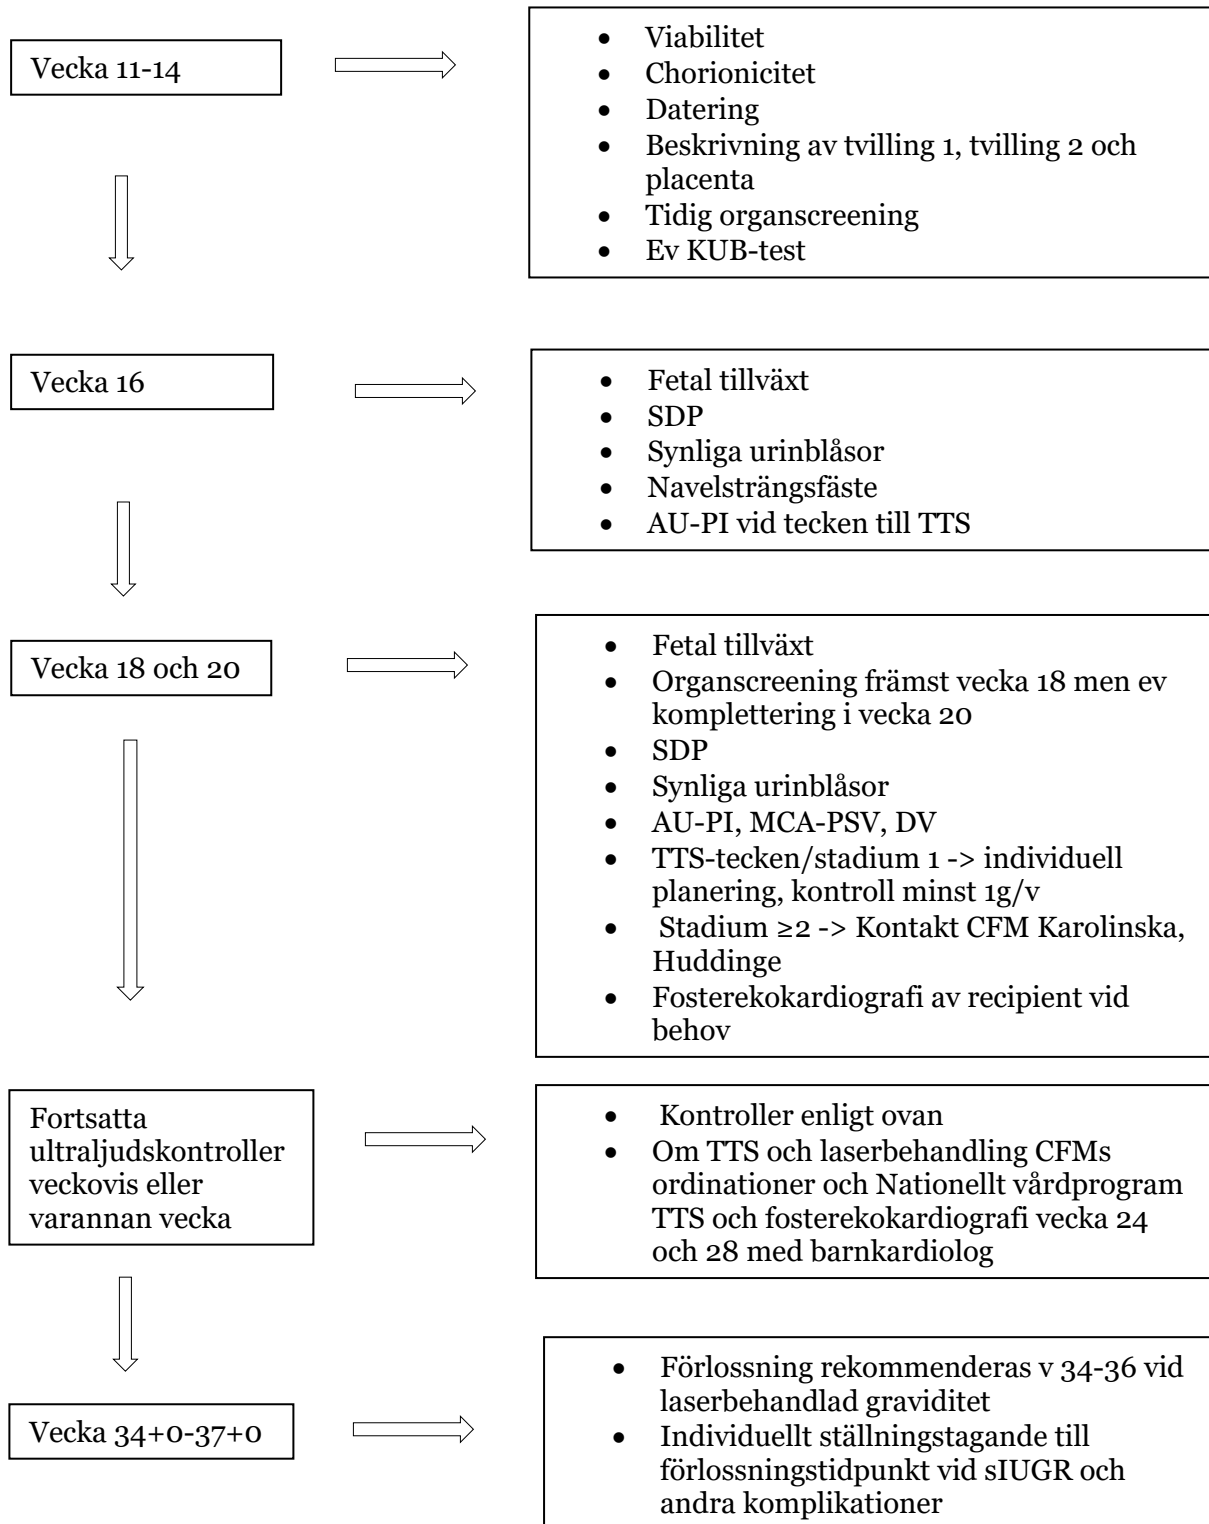 Vecka 11-14
• Viabilitet
• Chorionicitet
• Datering
• Beskrivning av tvilling 1, tvilling 2 och
placenta
• Tidig organscreening
• Ev KUB-test
Vecka 16
• Fetal tillväxt
• SDP
• Synliga urinblåsor
• Navelsträngsfäste
• AU-PI vid tecken till TTS
Vecka 18 och 20
• Fetal tillväxt
• Organscreening främst vecka 18 men ev
komplettering i vecka 20
• SDP
• Synliga urinblåsor
• AU-PI, MCA-PSV, DV
• TTS-tecken/stadium 1 -> individuell
planering, kontroll minst 1g/v
• Stadium ≥2 -> Kontakt CFM Karolinska,
Huddinge
• Fosterekokardiografi av recipient vid
behov
Fortsatta
ultraljudskontroller
veckovis eller
varannan vecka
• Kontroller enligt ovan
• Om TTS och laserbehandling CFMs
ordinationer och Nationellt vårdprogram
TTS och fosterekokardiografi vecka 24
och 28 med barnkardiolog
Vecka 34+0-37+0
• Förlossning rekommenderas v 34-36 vid
laserbehandlad graviditet
• Individuellt ställningstagande till
förlossningstidpunkt vid sIUGR och
andra komplikationer